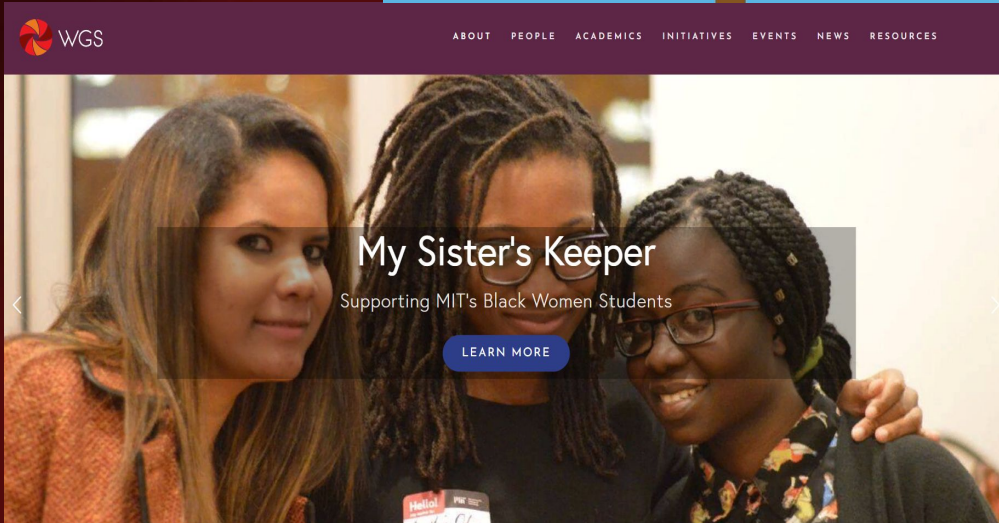 WGS
ABOUT PEOPLE ACADEMICS INITIATIVES EVENTS NEWS RESOURCES
My Sister's Keeper
Supporting MIT's Black Women Students
LEARN MORE
Hello!